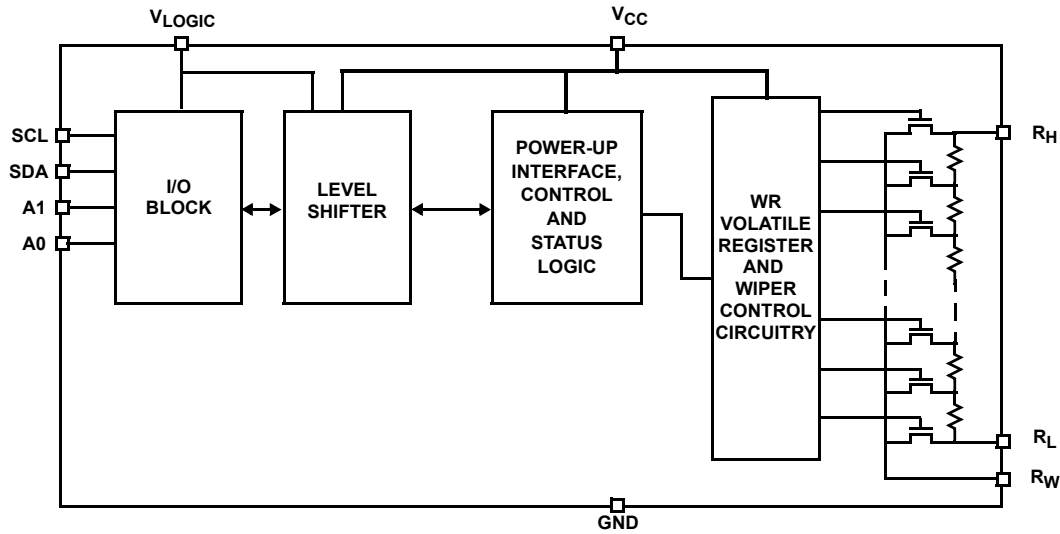 VLOGIC
VCC
SCL
SDA
A1
A0
I/O
BLOCK
LEVEL
SHIFTER
POWER-UP
INTERFACE,
CONTROL
AND
STATUS
LOGIC
WR
VOLATILE
REGISTER
AND
WIPER
CONTROL
CIRCUITRY
RH
RL
RW
GND